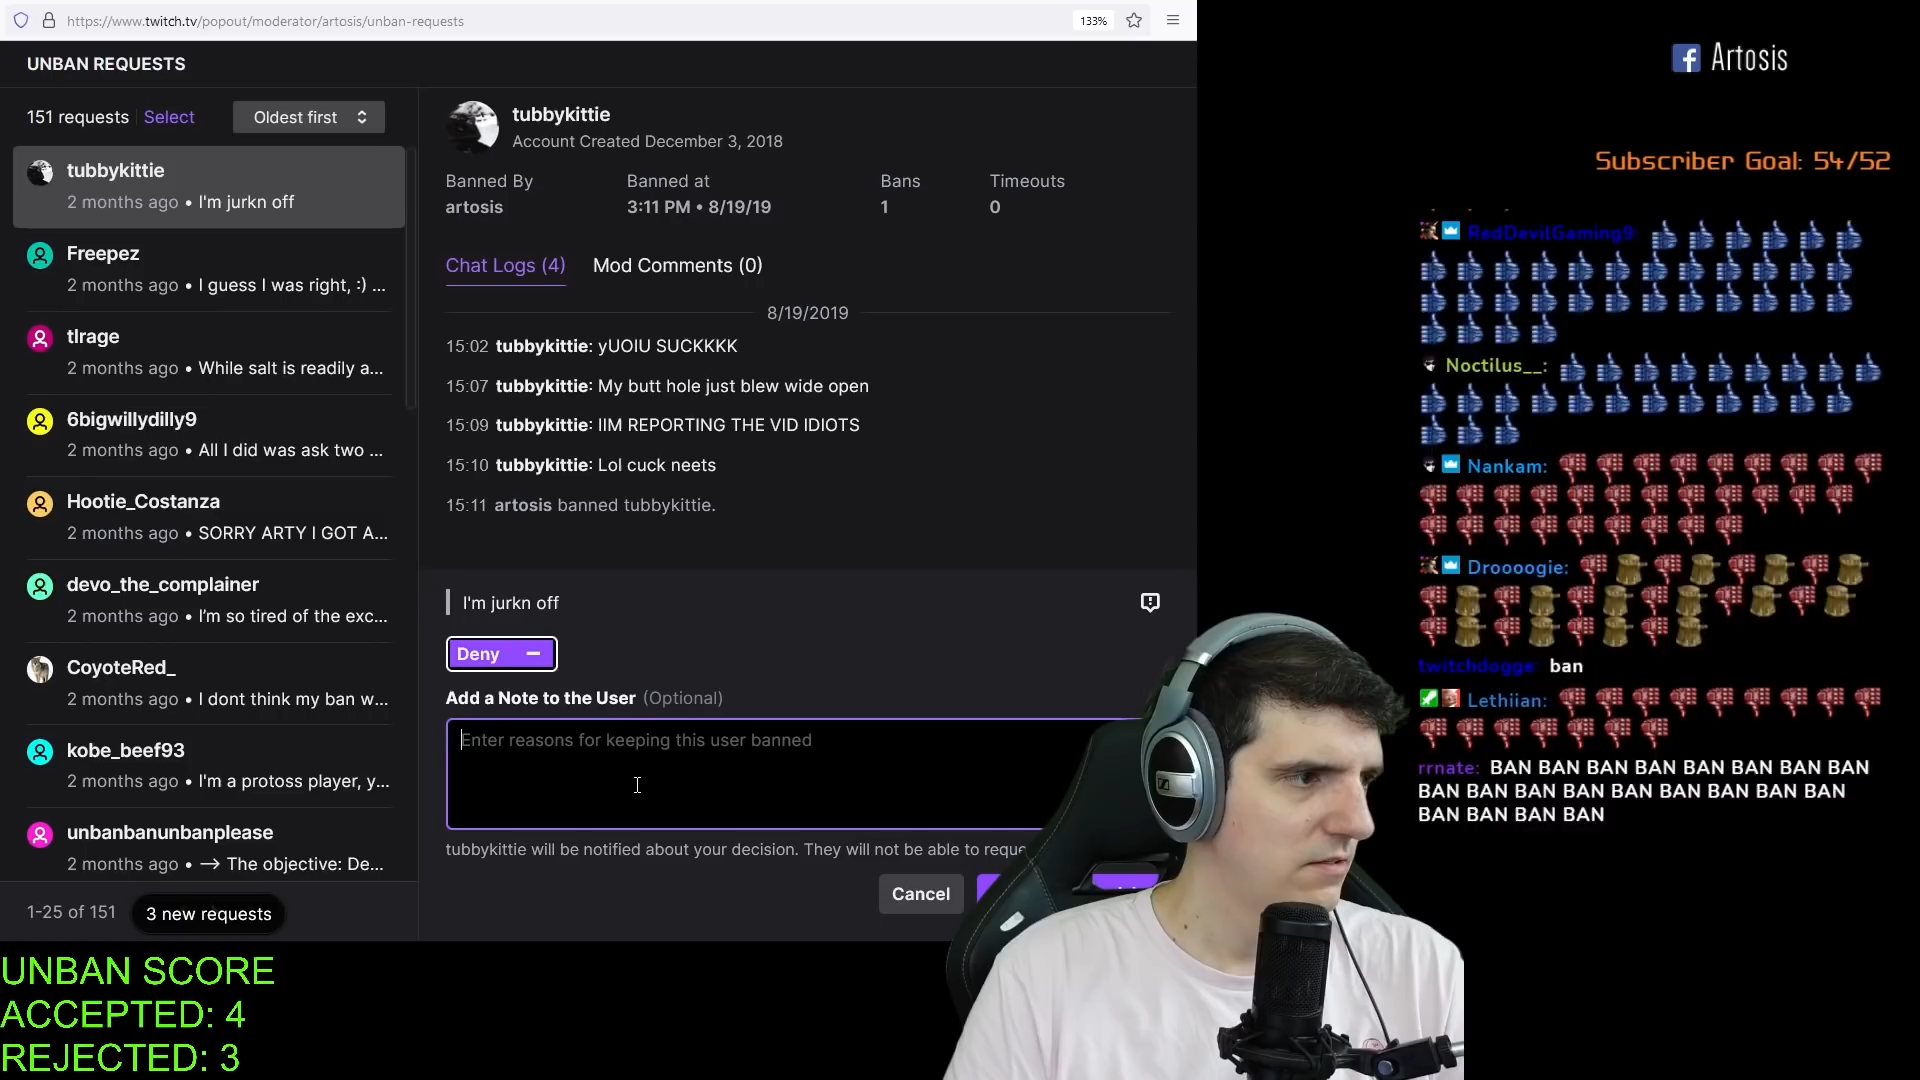 https://www.twitch.tv/popout/moderator/artosis/unban-requests
133%
UNBAN REQUESTS
151 requests
Select
Oldest first
tubbykittie
2 months ago • I'm jurkn off
Freepez
2 months ago • I guess I was right, :) ...
tlrage
2 months ago • While salt is readily a...
6bigwillydilly9
2 months ago • All I did was ask two ...
Hootie_Costanza
2 months ago • SORRY ARTY I GOT A...
devo_the_complainer
2 months ago • I'm so tired of the exc...
CoyoteRed_
2 months ago • I dont think my ban w...
kobe_beef93
2 months ago • I'm a protoss player, y...
unbanbanunbanplease
2 months ago • --> The objective: De...
1-25 of 151
3 new requests
tubbykittie
Account Created December 3, 2018
Banned By
artosis
Banned at
3:11 PM • 8/19/19
Bans
1
Timeouts
0
Chat Logs (4)
Mod Comments (0)
8/19/2019
15:02 tubbykittie: yUOIU SUCKKKK
15:07 tubbykittie: My butt hole just blew wide open
15:09 tubbykittie: IIM REPORTING THE VID IDIOTS
15:10 tubbykittie: Lol cuck neets
15:11 artosis banned tubbykittie.
I'm jurkn off
Deny
Add a Note to the User (Optional)
Enter reasons for keeping this user banned
tubbykittie will be notified about your decision. They will not be able to
Cancel
UNBAN SCORE
ACCEPTED: 4
REJECTED: 3
Artosis
Subscriber Goal: 54/52
RedDevilGaming9:
Noctilus__:
Nankam:
Droooogie:
twitchdogge: ban
Lethiian:
rrnate: BAN BAN BAN BAN BAN BAN BAN BAN
BAN BAN BAN BAN BAN BAN BAN BAN BAN
BAN BAN BAN BAN